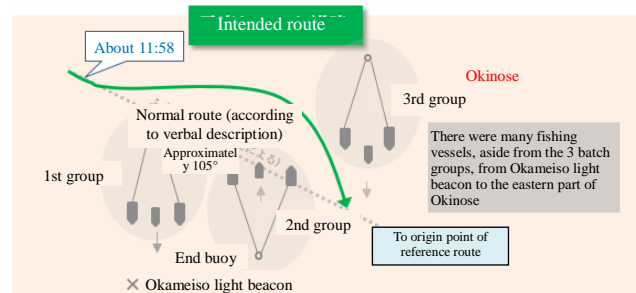 Intended route
About 11:58
Okinose
3rd group
Normal route (according
to verbal description)
Approximatel
y 105°
There were many fishing
vessels, aside from the 3 batch
groups, from Okameiso light
beacon to the eastern part of
Okinose
1st group
2nd group
To origin point of
reference route
End buoy
Okameiso light beacon